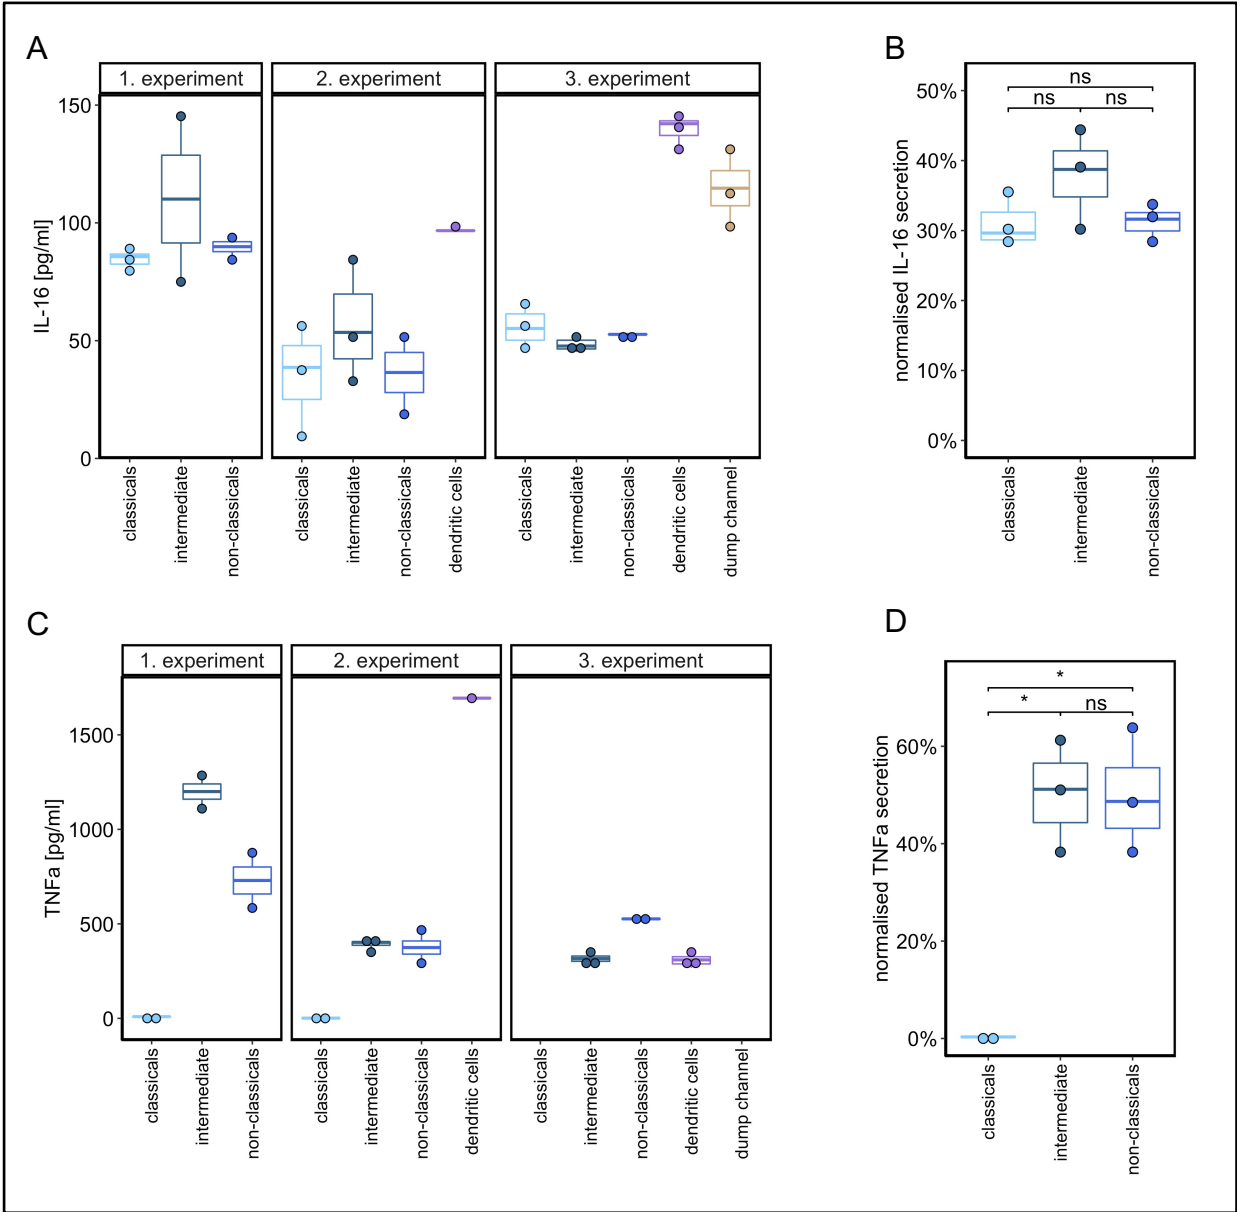 A
1. experiment
2. experiment
3. experiment
IL-16 [pg/ml]
150
100
50
0
classicals
intermediate
non-classicals
classicals
intermediate
non-classicals
dendritic cells
classicals
intermediate
non-classicals
dendritic cells
dump channel
B
normalised IL-16 secretion
50%
40%
30%
20%
10%
0%
ns
ns
ns
classicals
intermediate
non-classicals
C
1. experiment
2. experiment
3. experiment
TNFa [pg/ml]
1500
1000
500
0
classicals
intermediate
non-classicals
classicals
intermediate
non-classicals
dendritic cells
classicals
intermediate
non-classicals
dendritic cells
dump channel
D
normalised TNFa secretion
60%
40%
20%
0%
*
*
ns
classicals
intermediate
non-classicals